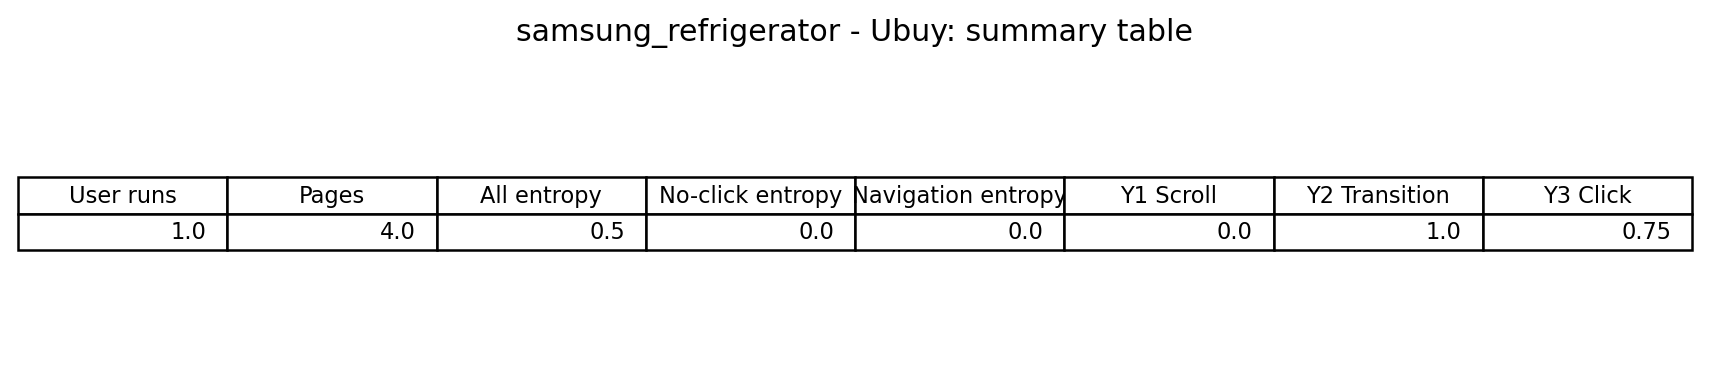 samsung_refrigerator - Ubuy: summary table
User runs Pages All entropy No-click entropy Navigation entropy Y1 Scroll Y2 Transition Y3 Click
1.0 4.0 0.5 0.0 0.0 0.0 1.0 0.75